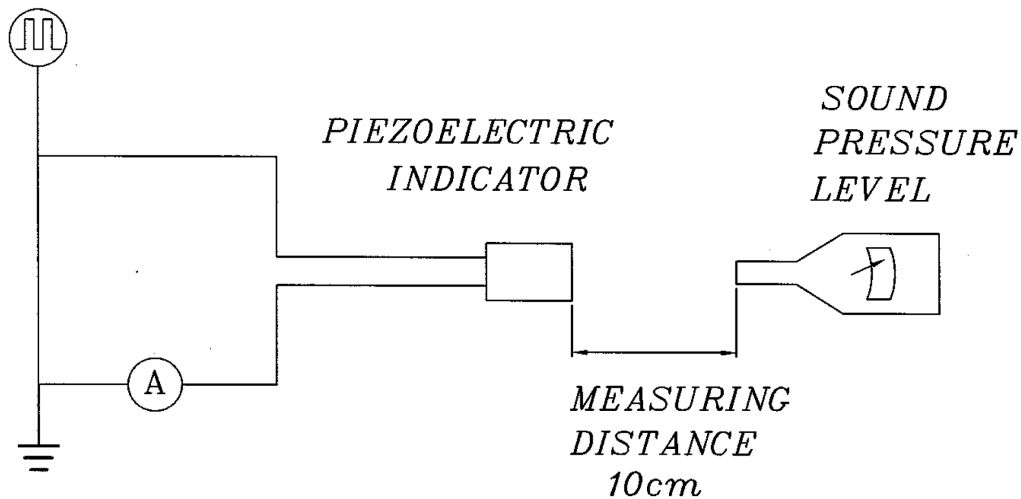 PIEZOELECTRIC
INDICATOR
SOUND
PRESSURE
LEVEL
A
MEASURING
DISTANCE
10cm